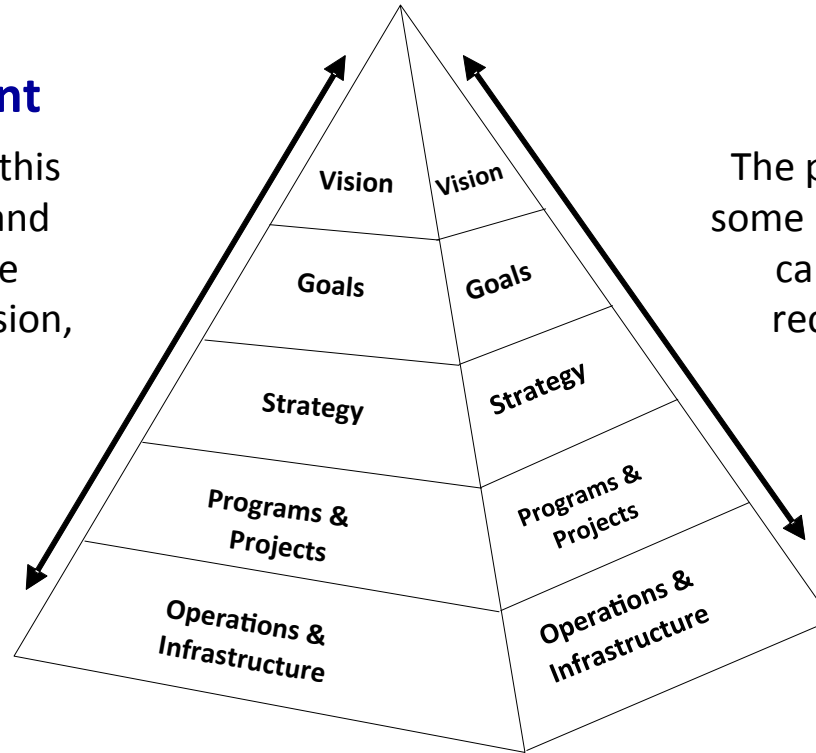 nt
this
and
e
sion,
The p
some
ca
rec
Vision
Goals
Strategy
Programs &
Projects
Operations &
Infrastructure
Vision
Goals
Strategy
Programs &
Projects
Operations &
Infrastructure